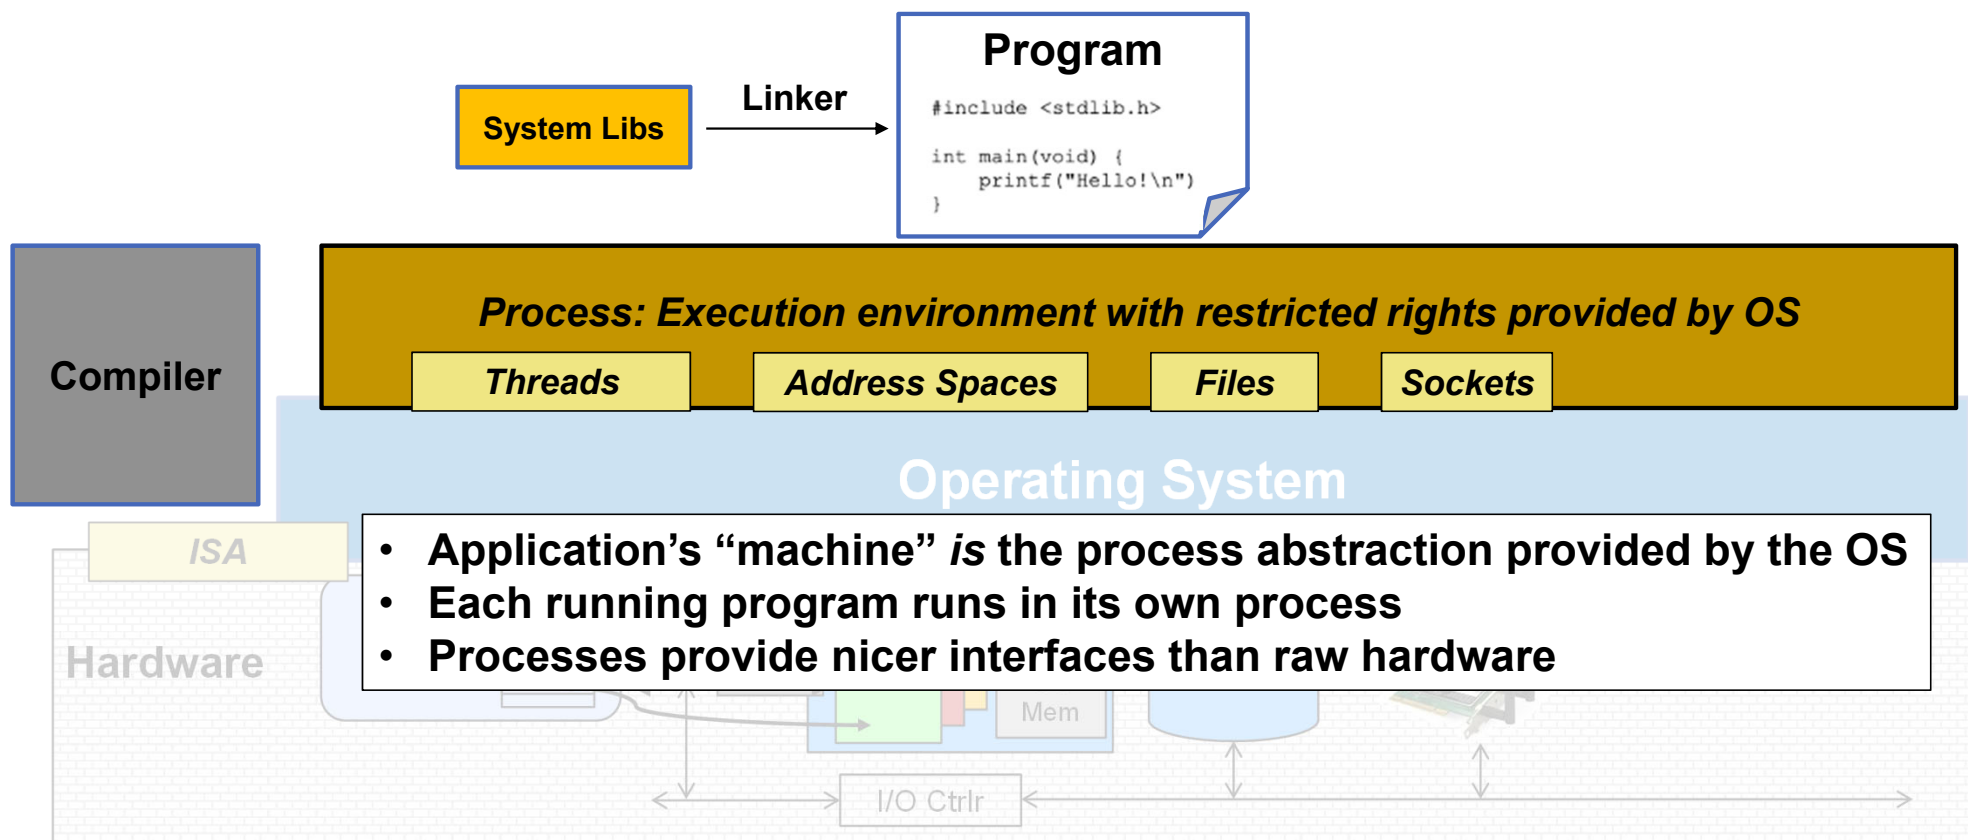 Program
Linker
System Libs
#include <stdlib.h>
int main(void) {
printf("Hello!\n")
}
Compiler
Process: Execution environment with restricted rights provided by OS
Threads
Address Spaces
Files
Sockets
Operating System
ISA
• Application’s “machine” is the process abstraction provided by the OS
• Each running program runs in its own process
• Processes provide nicer interfaces than raw hardware
Hardware
Mem
I/O Ctrlr